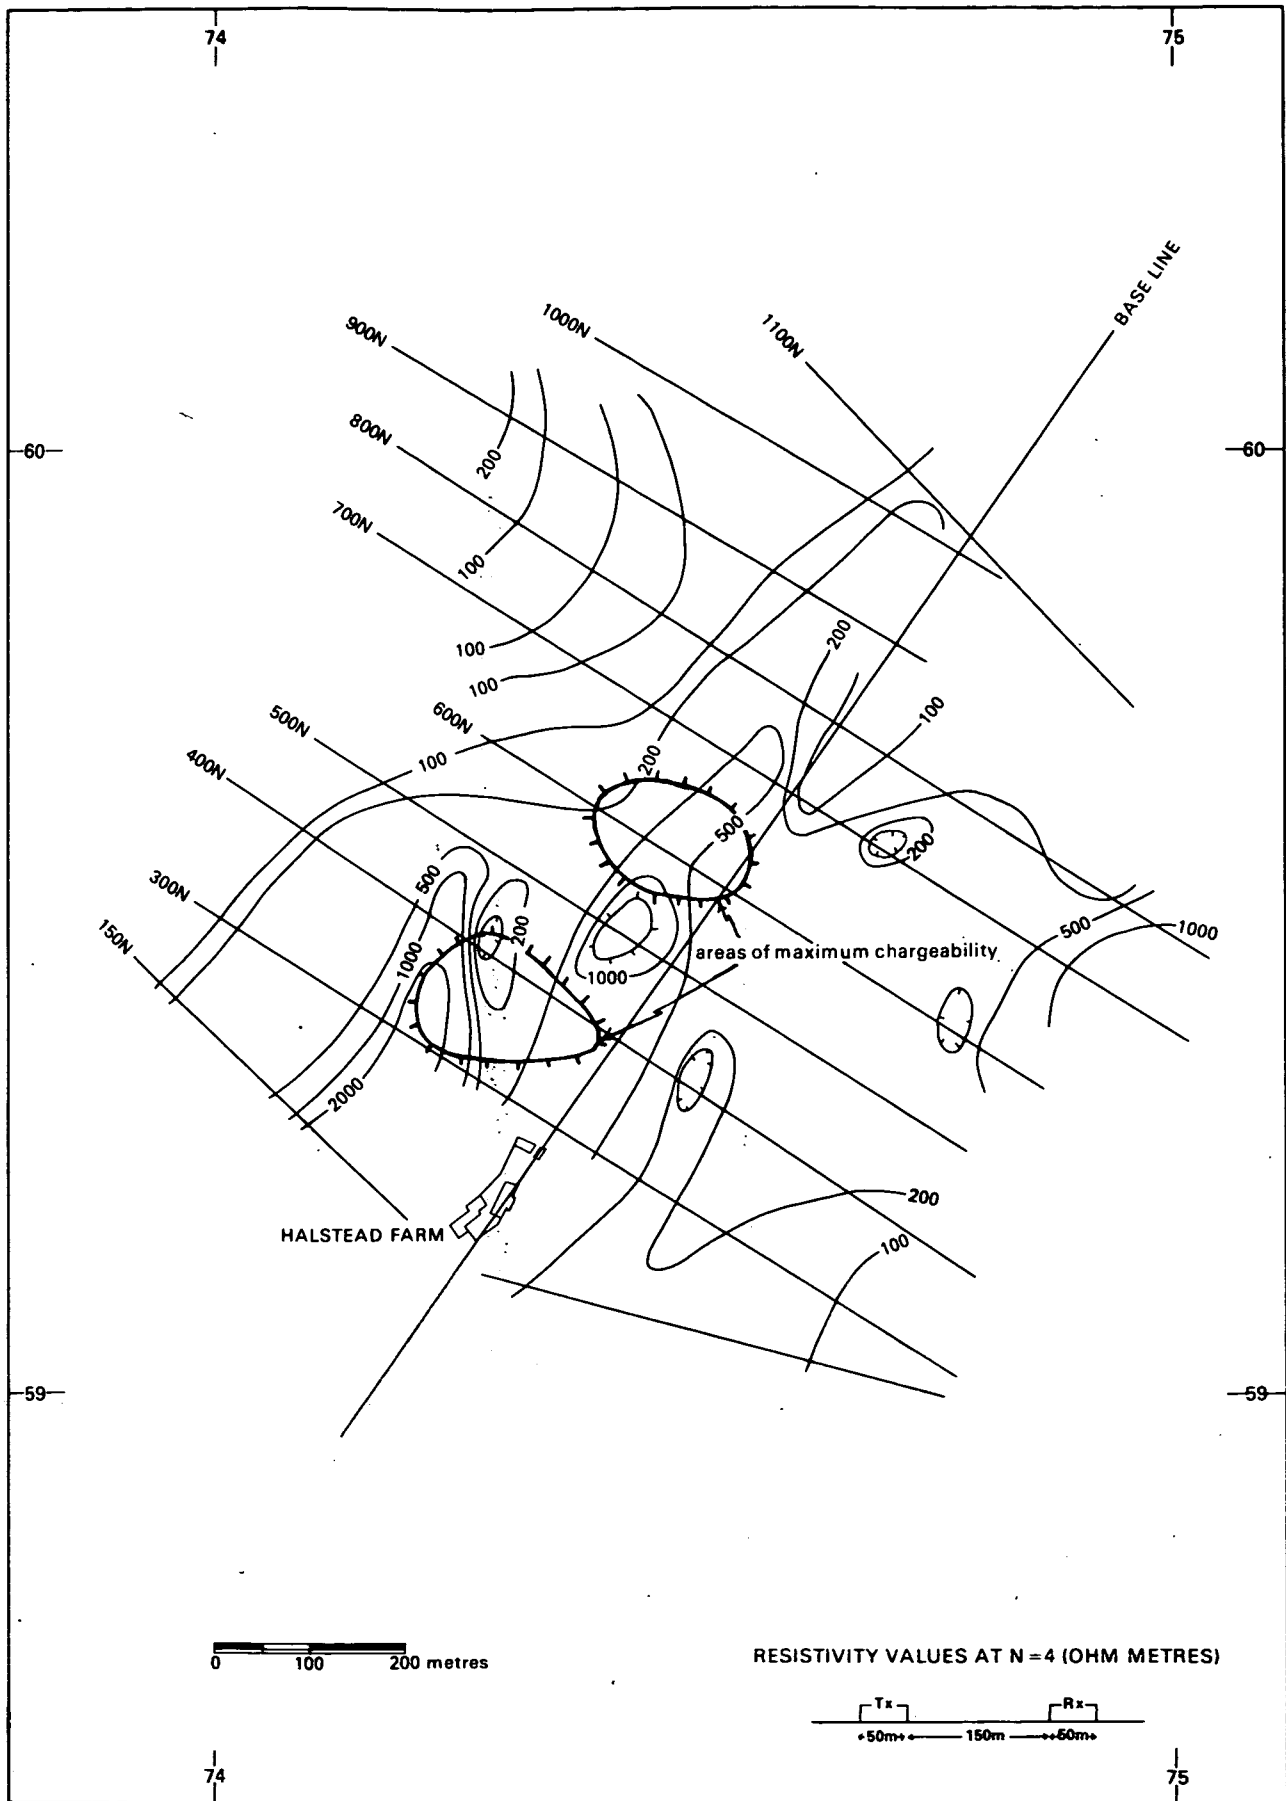 74
75
BASE LINE
1000N
1100N
900N
800N
60
60
200
700N
100
200
100
100
100
600N
500N
200
100
400N
500
200
500
300N
200
150N
1000
1000
areas of maximum chargeability
500
1000
2000
200
100
HALSTEAD FARM
59
59
0 100 200 metres
RESISTIVITY VALUES AT N=4 (OHM METRES)
Tx Rx
50m 150m 50m
74
75